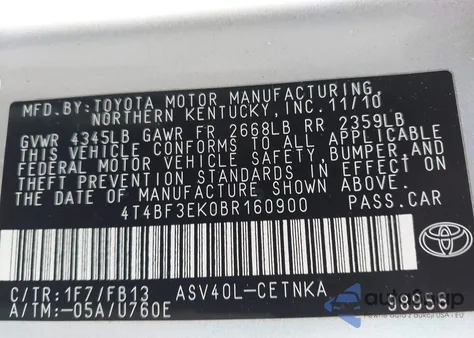 MFD.BY:TOYOTA MOTOR MANUFACTURING,
NORTHERN KENTUCKY,INC.11/10
GVWR 4345LB GAWR FR 2668LB RR 2359LB
THIS VEHICLE CONFORMS TO ALL APPLICABLE
FEDERAL MOTOR VEHICLE SAFETY,BUMPER,AND
THEFT PREVENTION STANDARDS IN EFFECT ON
THE DATE OF MANUFACTURE SHOWN ABOVE.
4T4BF3EK0BR160900 PASS.CAR
C/TR:1F7/FB13 ASV40L-CETNKA
A/TM:-05A/U760E 98958
TOYOTA